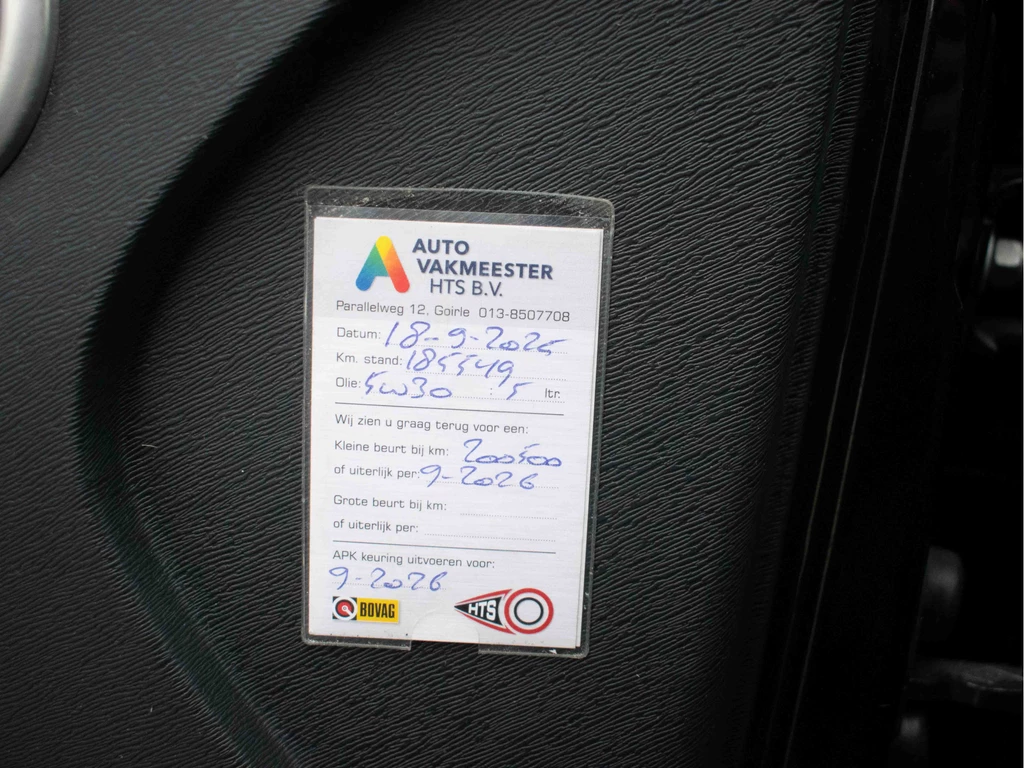 AUTO
VAKMEESTER
HTS B.V.
Parallelweg 12, Goirle 013-8507708
Datum: 18-9-2025
Km. stand: 185549
Olie: 5w30 : 5 ltr.
Wij zien u graag terug voor een:
Kleine beurt bij km: 200500
of uiterlijk per: 9-2026
Grote beurt bij km:
of uiterlijk per:
APK keuring uitvoeren voor:
9-2026
BOVAG HTS